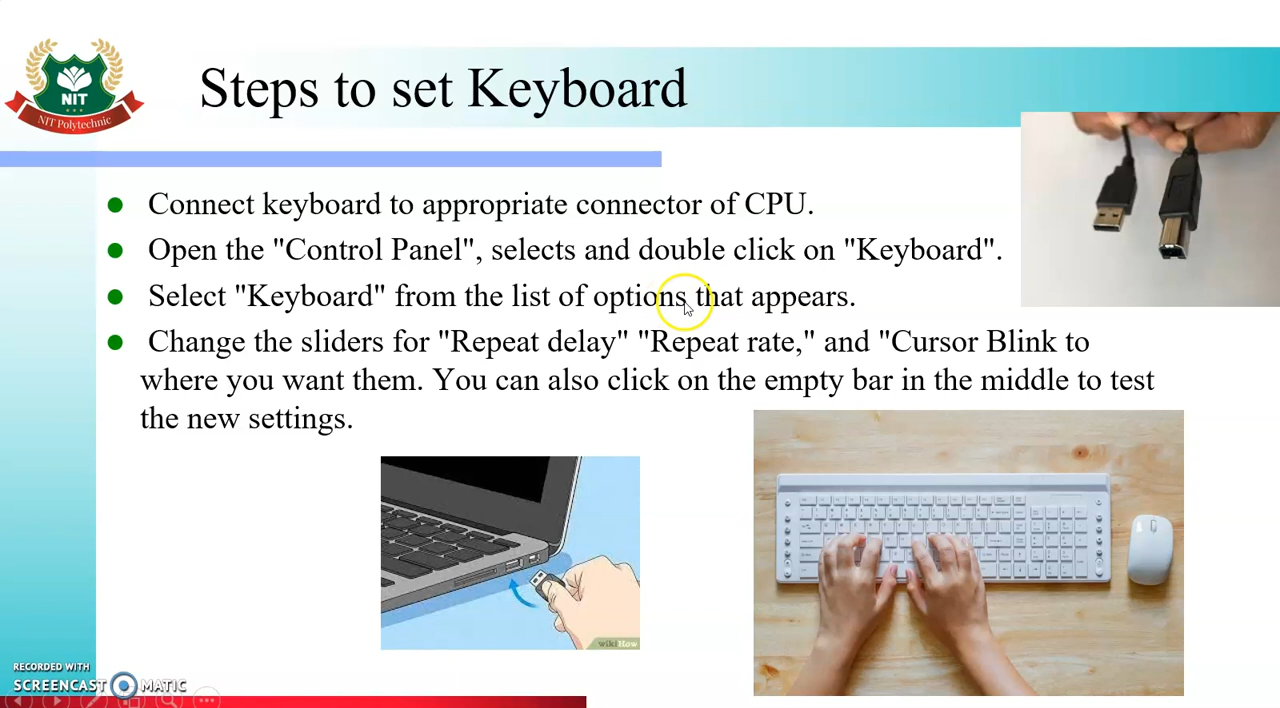 NIT
NIT Polytechnic
Steps to set Keyboard
Connect keyboard to appropriate connector of CPU.
Open the "Control Panel", selects and double click on "Keyboard".
Select "Keyboard" from the list of options that appears.
Change the sliders for "Repeat delay" "Repeat rate," and "Cursor Blink to
where you want them. You can also click on the empty bar in the middle to test
the new settings.
wikiHow
RECORDED WITH
SCREENCAST MATIC